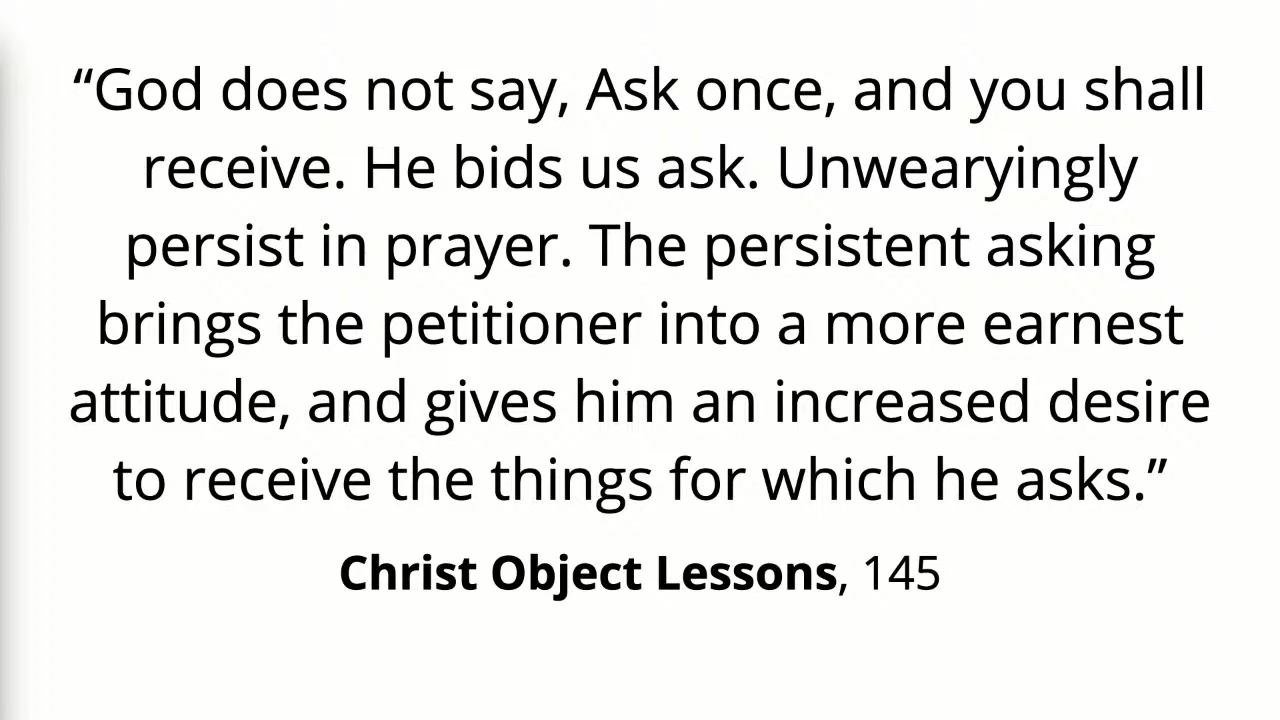 “God does not say, Ask once, and you shall
receive. He bids us ask. Unwearyingly
persist in prayer. The persistent asking
brings the petitioner into a more earnest
attitude, and gives him an increased desire
to receive the things for which he asks.”
Christ Object Lessons, 145